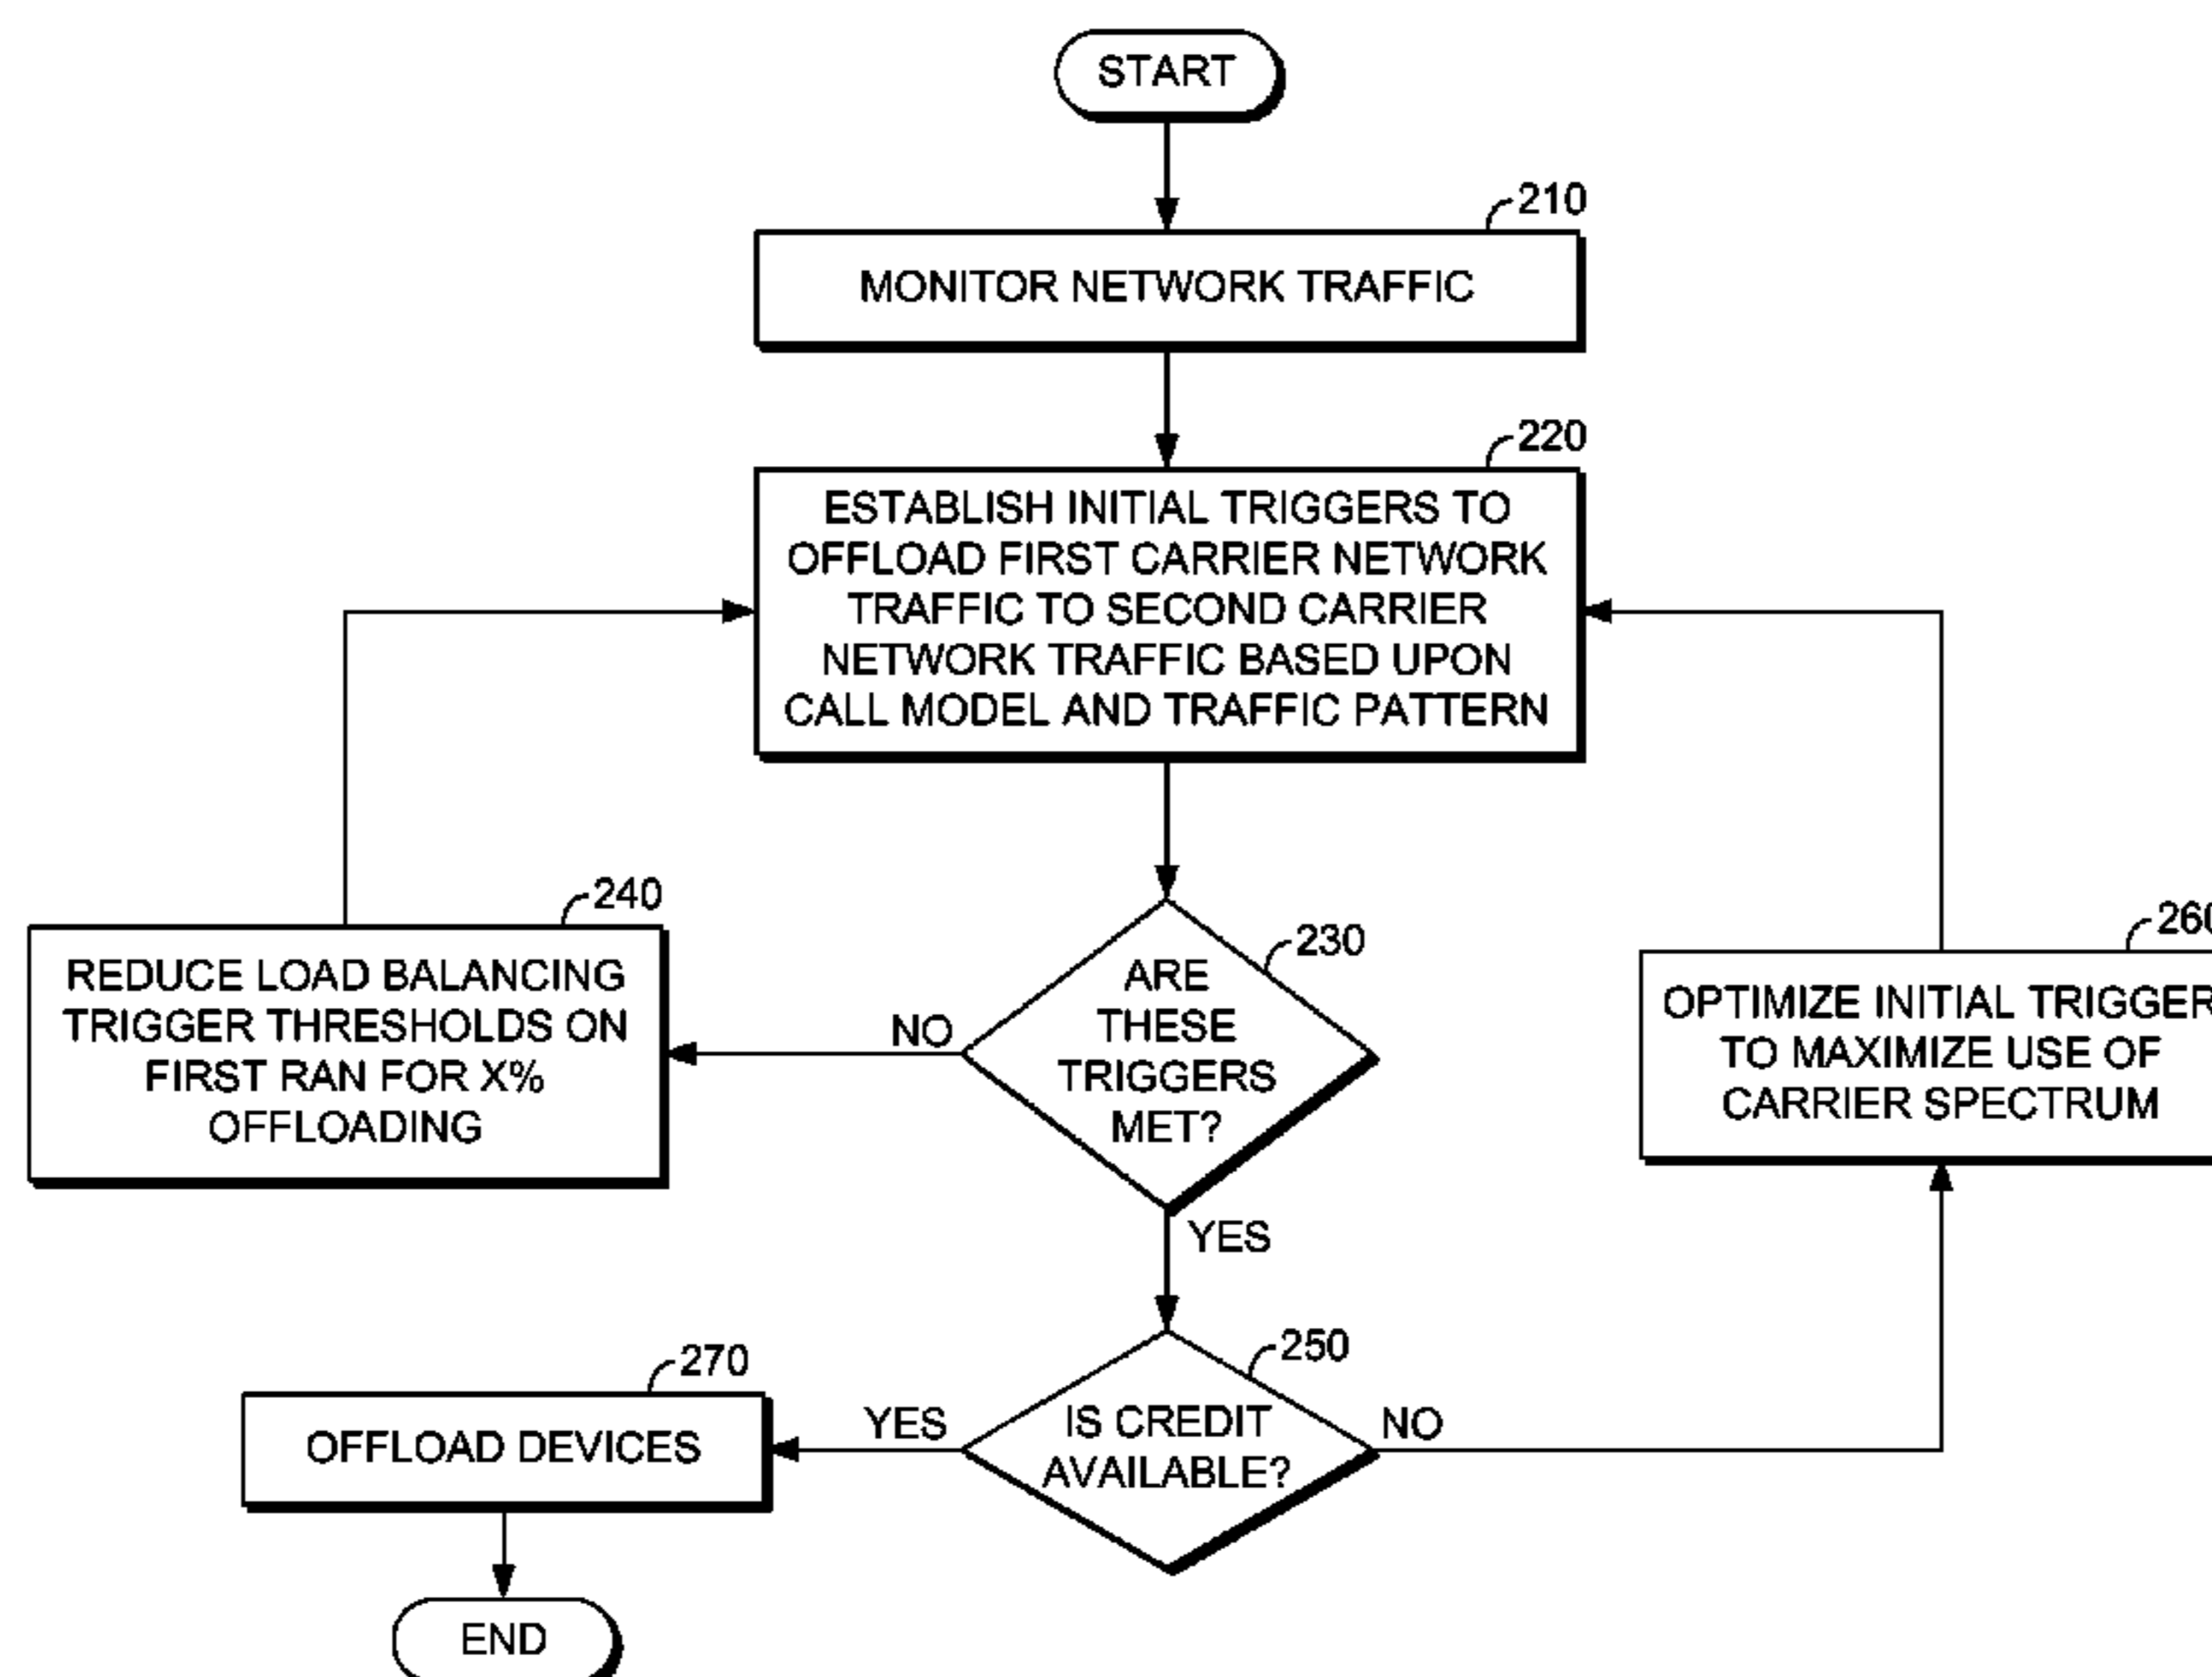 START
210
MONITOR NETWORK TRAFFIC
220
ESTABLISH INITIAL TRIGGERS TO
OFFLOAD FIRST CARRIER NETWORK
TRAFFIC TO SECOND CARRIER
NETWORK TRAFFIC BASED UPON
CALL MODEL AND TRAFFIC PATTERN
240
REDUCE LOAD BALANCING
TRIGGER THRESHOLDS ON
FIRST RAN FOR X%
OFFLOADING
NO
230
ARE
THESE
TRIGGERS
MET?
YES
260
OPTIMIZE INITIAL TRIGGER
TO MAXIMIZE USE OF
CARRIER SPECTRUM
270
OFFLOAD DEVICES
YES
250
IS CREDIT
AVAILABLE?
NO
END